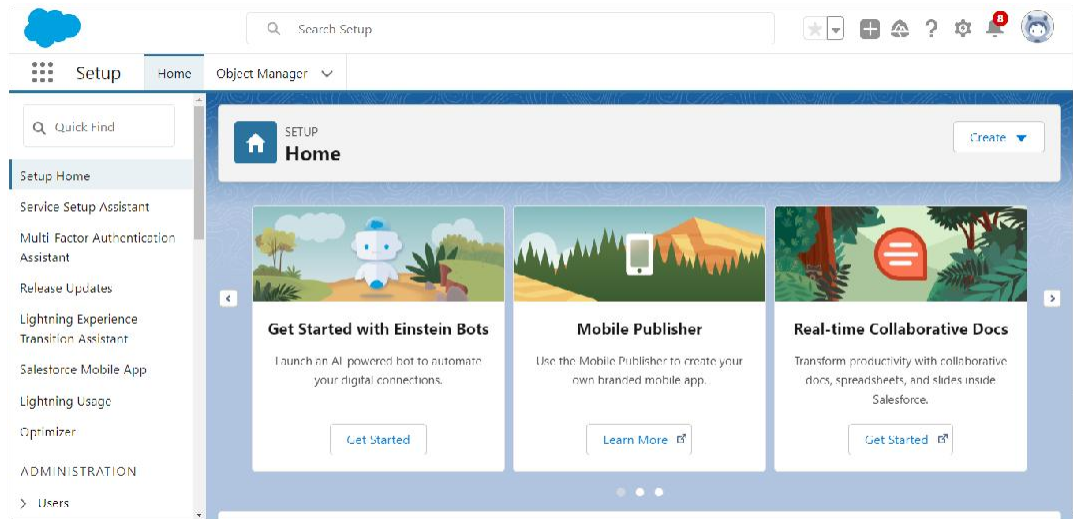 Search Setup
8
Setup
Home
Object Manager
Quick Find
Setup Home
Service Setup Assistant
Multi-Factor Authentication
Assistant
Release Updates
Lightning Experience
Transition Assistant
Salesforce Mobile App
Lightning Usage
Optimizer
ADMINISTRATION
Users
SETUP
Home
Create
Get Started with Einstein Bots
Launch an AI-powered bot to automate
your digital connections.
Get Started
Mobile Publisher
Use the Mobile Publisher to create your
own branded mobile app.
Learn More
Real-time Collaborative Docs
Transform productivity with collaborative
docs, spreadsheets, and slides inside
Salesforce.
Get Started